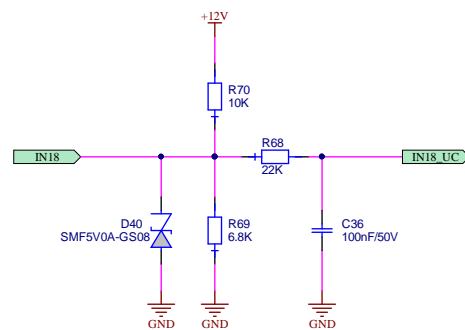 +12V
R70
10K
IN18
R68
22K
IN18_UC
D40
SMF5V0A-GS08
R69
6.8K
C36
100nF/50V
GND
GND
GND